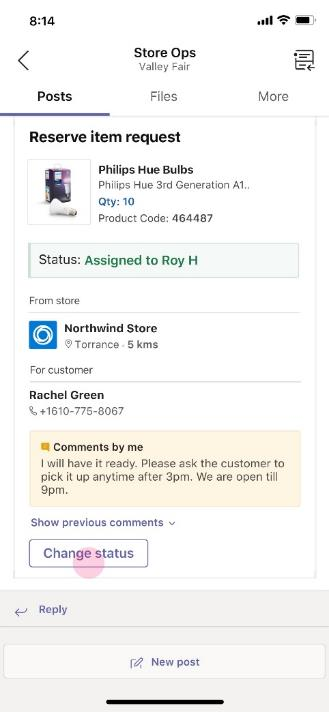 8:14
Store Ops
Valley Fair
Posts
Files
More
Reserve item request
Philips Hue Bulbs
Philips Hue 3rd Generation A1..
Qty: 10
Product Code: 464487
Status: Assigned to Roy H
From store
Northwind Store
Torrance - 5 kms
For customer
Rachel Green
+1610-775-8067
Comments by me
I will have it ready. Please ask the customer to
pick it up anytime after 3pm. We are open till
9pm.
Show previous comments
Change status
Reply
New post